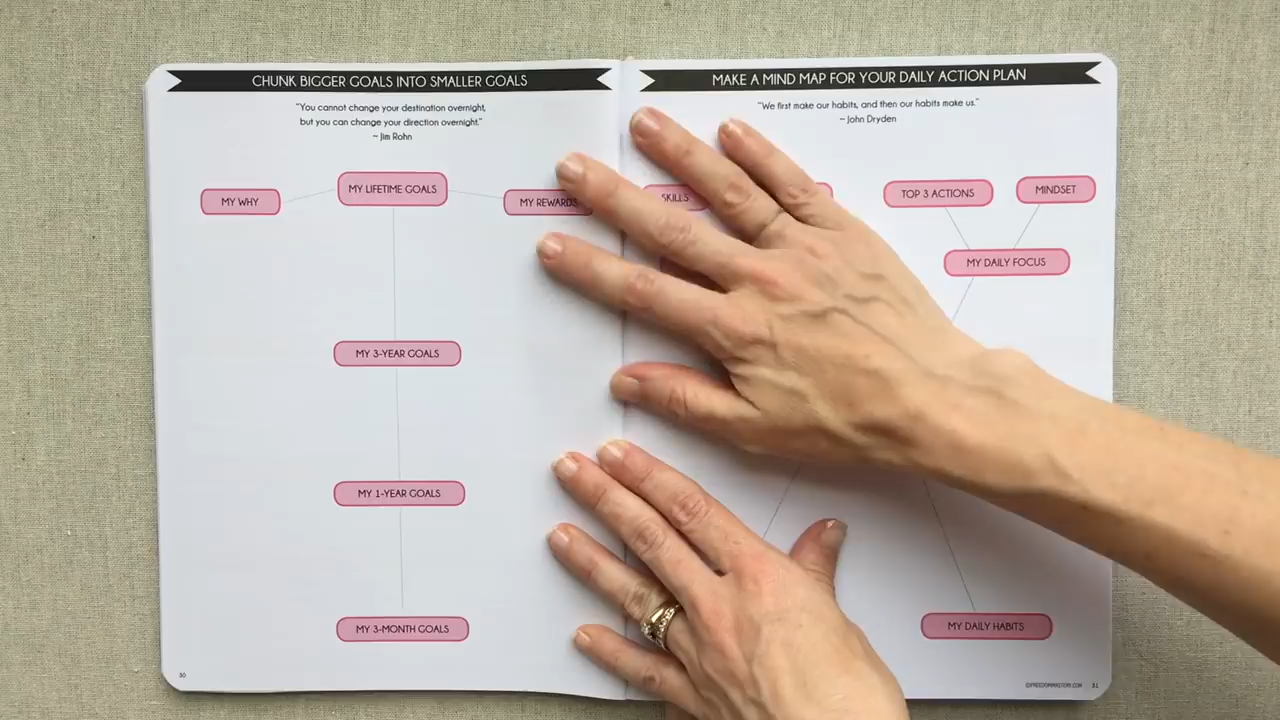 CHUNK BIGGER GOALS INTO SMALLER GOALS
"You cannot change your destination overnight,
but you can change your direction overnight."
~ Jim Rohn
MY WHY
MY LIFETIME GOALS
MY REWARDS
MY 3-YEAR GOALS
MY 1-YEAR GOALS
MY 3-MONTH GOALS
30
MAKE A MIND MAP FOR YOUR DAILY ACTION PLAN
"We first make our habits, and then our habits make us."
~ John Dryden
SKILLS
TOP 3 ACTIONS
MINDSET
MY DAILY FOCUS
MY DAILY HABITS
31